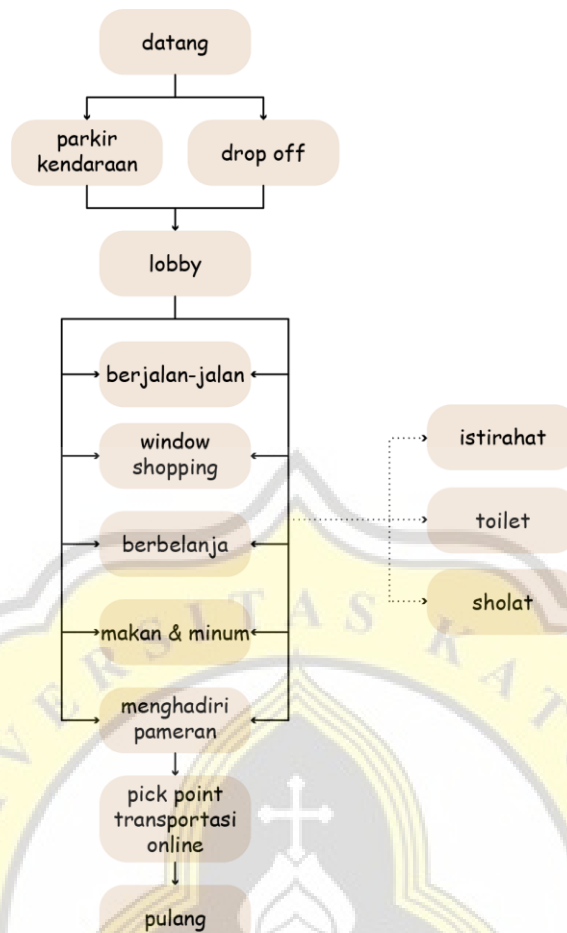 datang
parkir
kendaraan
drop off
lobby
berjalan-jalan
window
shopping
berbelanja
makan & minum
menghadiri
pameran
pick point
transportasi
online
pulang
istirahat
toilet
sholat